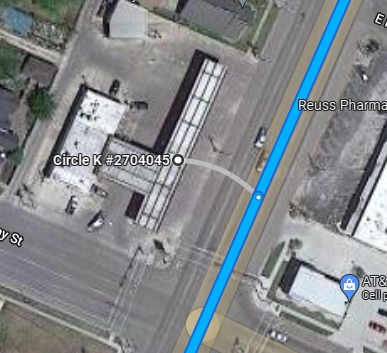 E
Reuss Pharma
Circle K #2704045
y St
AT&
Cell p